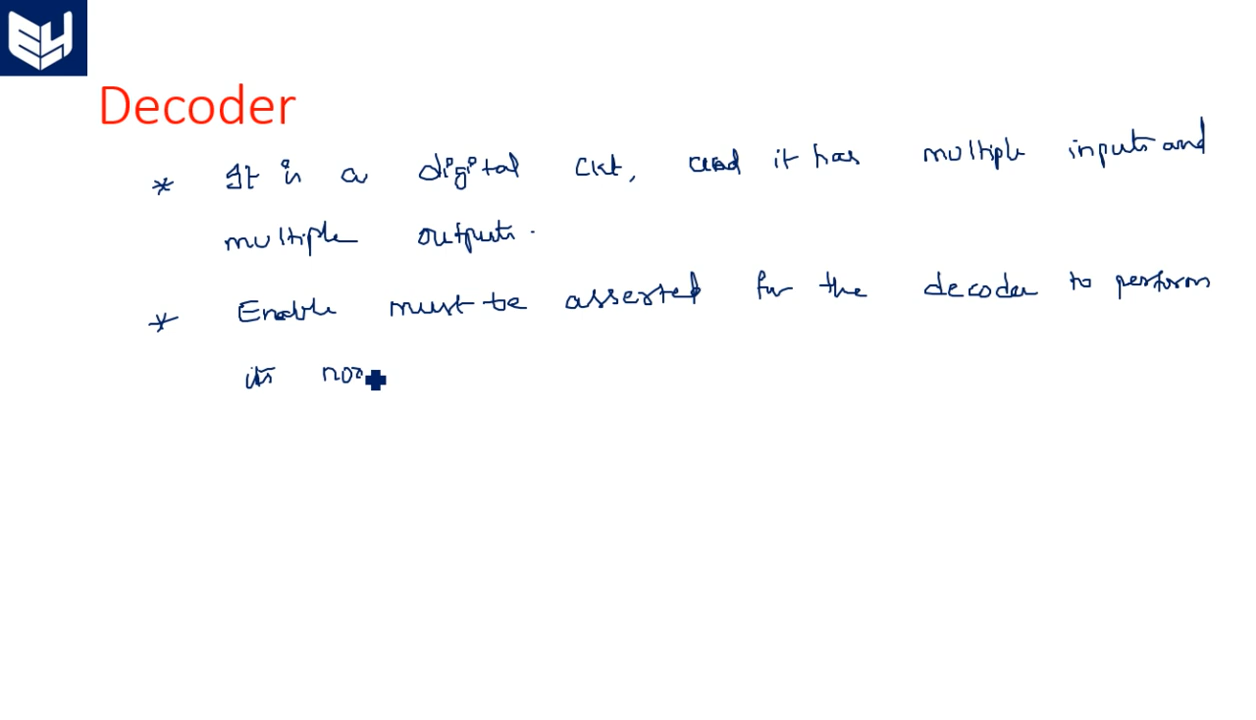 Decoder
* It is a digital ckt, and it has multiple inputs and
multiple outputs.
* Enable must be asserted for the decoder to perform
its nor